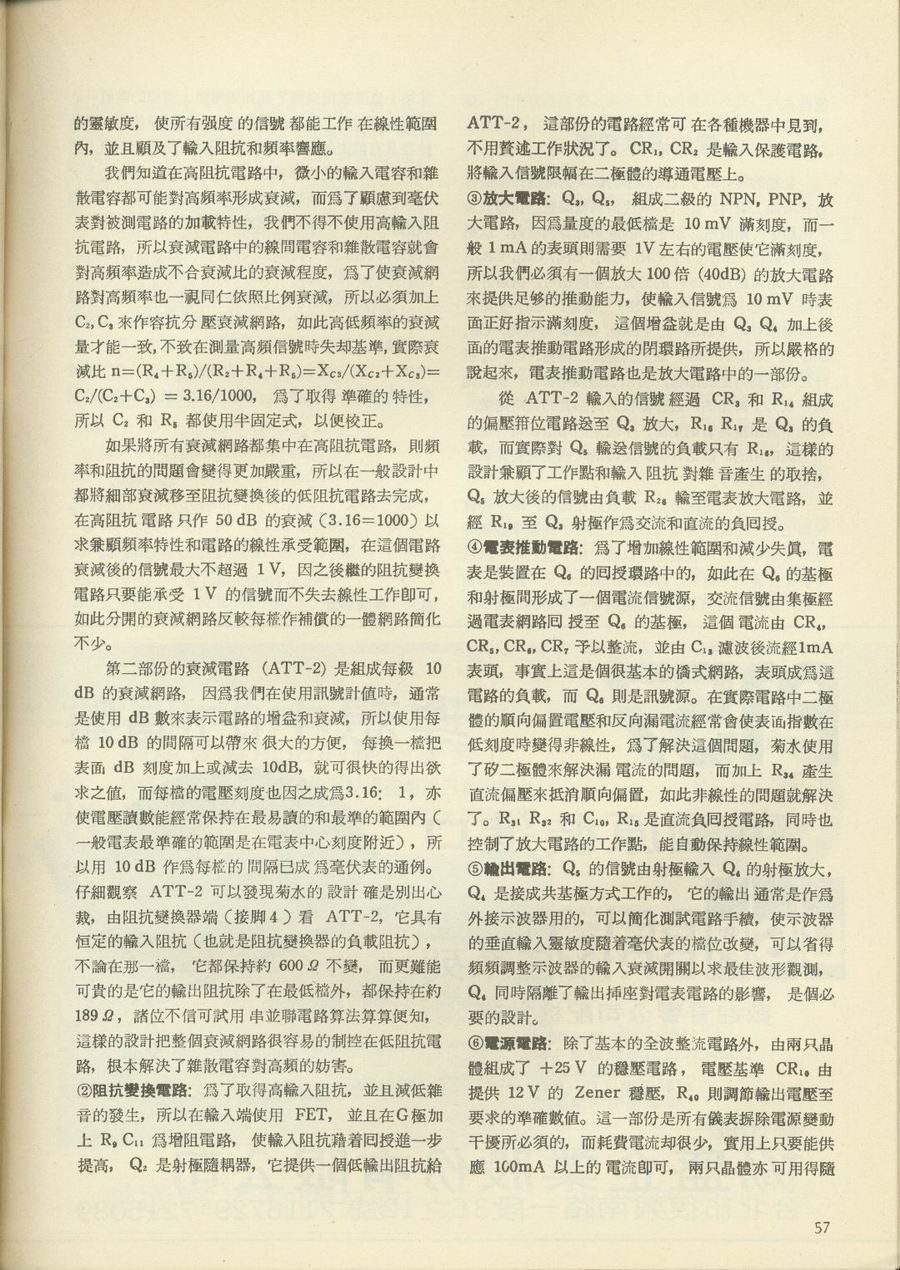 的靈敏度， 使所有强度 的信號 都能工作 在線性範圍
內，並且顧及了輸入阻抗和頻率響應。
我們知道在高阻抗電路中， 微小的輸入電容和雜
散電容都可能對高頻率形成衰減，而爲了顧慮到毫伏
表對被測電路的加載特性，我們不得不使用高輸入阻
抗電路，所以衰減電路中的線間電容和雜散電容就會
對高頻率造成不合衰減比的衰減程度，爲了使衰減網
路對高頻率也一視同仁依照比例衰減，所以必須加上
C₂, C₃ 來作容抗分 壓衰減網路，如此高低頻率的衰減
量才能一致,不致在測量高頻信號時失却基準,實際衰
減比 n=(R₄+R₅)/(R₂+R₄+R₅)=Xc₃/(Xc₂+Xc₃)=
C₂/(C₂+C₃) = 3.16/1000， 爲了取得 準確的 特性，
所以 C₂ 和 R₅ 都使用半固定式，以便校正。
如果將所有衰減網路都集中在高阻抗電路，則頻
率和阻抗的問題會變得更加嚴重，所以在一般設計中
都將細部衰減移至阻抗變換後的低阻抗電路去完成，
在高阻抗 電路 只作 50 dB 的衰減（3.16=1000）以
求兼顧頻率特性和電路的線性承受範圍，在這個電路
衰減後的信號最大不超過 1 V，因之後繼的阻抗變換
電路只要能承受 1 V 的信號而不失去線性工作卽可，
如此分開的衰減網路反較每檔作補償的一體網路簡化
不少。
第二部份的衰減電路 (ATT-2) 是組成每級 10
dB 的衰減網路， 因爲我們在使用訊號計值時，通常
是使用 dB 數來表示電路的增益和衰減，所以使用每
檔 10 dB 的間隔可以帶來 很大的方便， 每換一檔把
表面 dB 刻度加上或減去 10dB，就可很快的得出欲
求之值，而每檔的電壓刻度也因之成爲3.16： 1，亦
使電壓讀數能經常保持在最易讀的和最準的範圍內（
一般電表最準確的範圍是在電表中心刻度附近），所
以用 10 dB 作爲每檔的 間隔已成 爲毫伏表的通例。
仔細觀察 ATT-2 可以發現菊水的 設計 確是別出心
裁，由阻抗變換器端（接脚4）看 ATT-2，它具有
恒定的輸入阻抗（也就是阻抗變換器的負載阻抗），
不論在那一檔， 它都保持約 600 Ω 不變， 而更難能
可貴的是它的輸出阻抗除了在最低檔外，都保持在約
189 Ω，諸位不信可試用 串並聯電路算法算算便知，
這樣的設計把整個衰減網路很容易的制控在低阻抗電
路，根本解決了雜散電容對高頻的妨害。
②阻抗變換電路：爲了取得高輸入阻抗，並且減低雜
音的發生，所以在輸入端使用 FET， 並且在G極加
上 R₉ C₁₁ 爲增阻電路， 使輸入阻抗藉着囘授進一步
提高， Q₂ 是射極隨耦器，它提供一個低輸出阻抗給
ATT-2， 這部份的電路經常可 在各種機器中見到，
不用贅述工作狀況了。 CR₁, CR₂ 是輸入保護電路，
將輸入信號限幅在二極體的導通電壓上。
③放大電路：Q₃, Q₅， 組成二級的 NPN, PNP，放
大電路，因爲量度的最低檔是 10 mV 滿刻度，而一
般 1 mA 的表頭則需要 1V 左右的電壓使它滿刻度，
所以我們必須有一個放大 100 倍 (40dB) 的放大電路
來提供足够的推動能力，使輸入信號爲 10 mV 時表
面正好指示滿刻度， 這個增益就是由 Q₃ Q₄ 加上後
面的電表推動電路形成的閉環路所提供，所以嚴格的
說起來，電表推動電路也是放大電路中的一部份。
從 ATT-2 輸入的信號 經過 CR₃ 和 R₁₄ 組成
的偏壓箝位電路送至 Q₃ 放大，R₁₆ R₁₇ 是 Q₃ 的負
載，而實際對 Q₅ 輸送信號的負載只有 R₁₆，這樣的
設計兼顧了工作點和輸入 阻抗 對雜 音產生 的取捨，
Q₅ 放大後的信號由負載 R₂₆ 輸至電表放大電路，並
經 R₁₉ 至 Q₃ 射極作爲交流和直流的負囘授。
④電表推動電路：爲了增加線性範圍和減少失眞，電
表是裝置在 Q₆ 的囘授環路中的，如此在 Q₆ 的基極
和射極間形成了一個電流信號源，交流信號由集極經
過電表網路囘 授至 Q₆ 的基極， 這個 電流由 CR₄,
CR₅, CR₆, CR₇ 予以整流，並由 C₁₃ 濾波後流經1mA
表頭，事實上這是個很基本的橋式網路，表頭成爲這
電路的負載，而 Q₆ 則是訊號源。在實際電路中二極
體的順向偏置電壓和反向漏電流經常會使表面指數在
低刻度時變得非線性，爲了解決這個問題，菊水使用
了矽二極體來解決漏 電流的問題， 而加上 R₃₄ 產生
直流偏壓來抵消順向偏置，如此非線性的問題就解決
了。R₃₁ R₃₂ 和 C₁₀, R₁₅ 是直流負囘授電路，同時也
控制了放大電路的工作點，能自動保持線性範圍。
⑤輸出電路：Q₅ 的信號由射極輸入 Q₄ 的射極放大，
Q₄ 是接成共基極方式工作的， 它的輸出 通常是作爲
外接示波器用的，可以簡化測試電路手續，使示波器
的垂直輸入靈敏度隨着毫伏表的檔位改變，可以省得
頻頻調整示波器的輸入衰減開關以求最佳波形觀測，
Q₄ 同時隔離了輸出揷座對電表電路的影響， 是個必
要的設計。
⑥電源電路：除了基本的全波整流電路外，由兩只晶
體組成了 +25 V 的穩壓電路， 電壓基準 CR₁₀ 由
提供 12 V 的 Zener 穩壓，R₄₀ 則調節輸出電壓至
要求的準確數值。這一部份是所有儀表摒除電源變動
干擾所必須的，而耗費電流却很少，實用上只要能供
應 100mA 以上的 電流卽可，兩只晶體亦 可用得隨
57